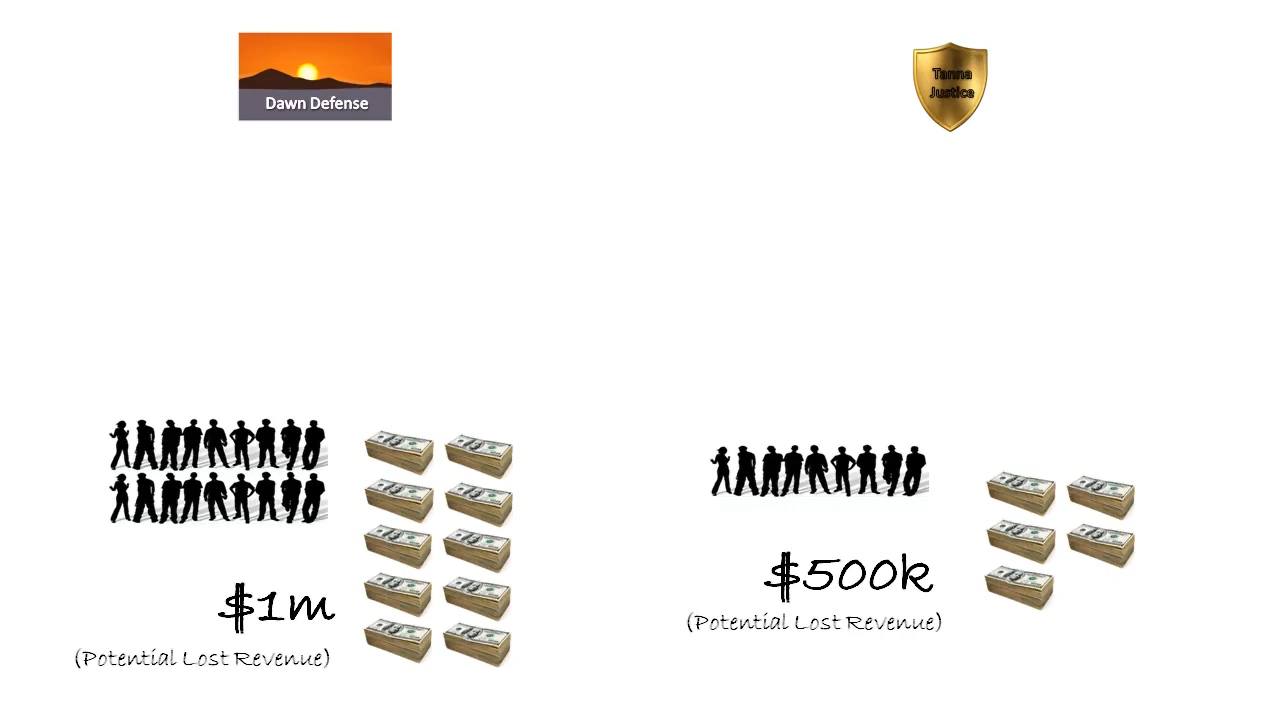 Dawn Defense
Tanna
Justice
$1m
(Potential Lost Revenue)
$500k
(Potential Lost Revenue)